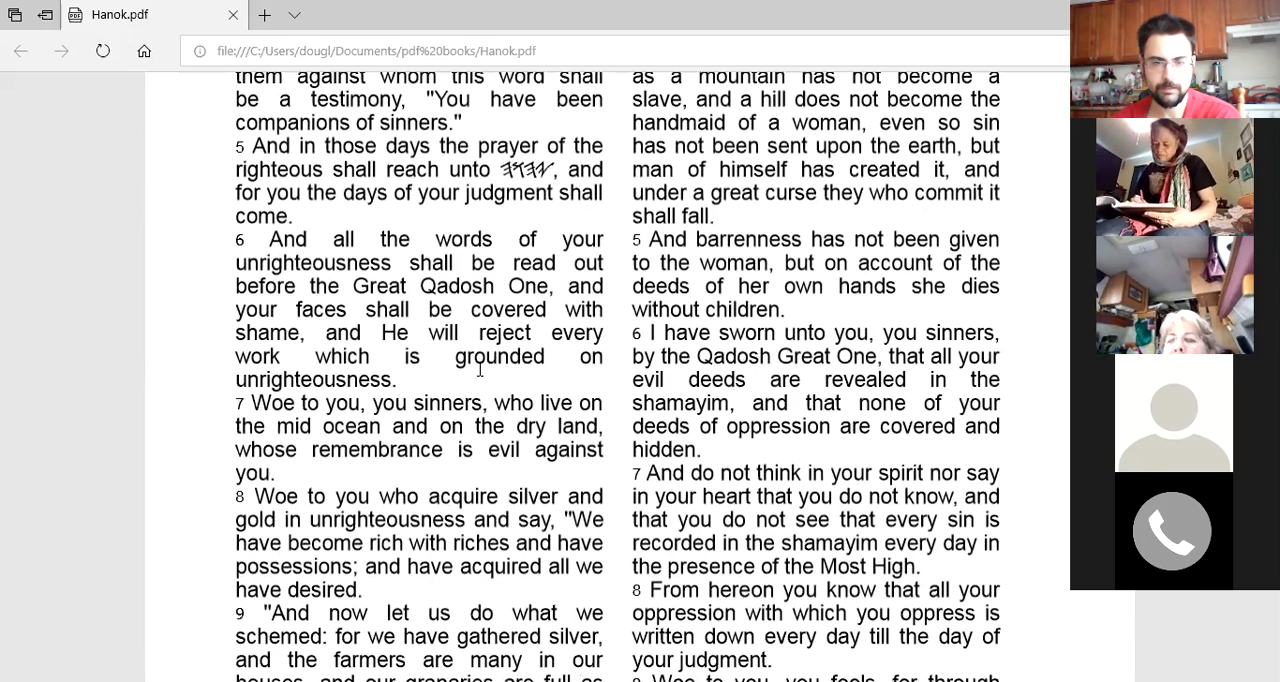 Hanok.pdf
file:///C:/Users/dougl/Documents/pdf%20books/Hanok.pdf
them against whom this word shall
be a testimony, "You have been
companions of sinners."
5 And in those days the prayer of the
righteous shall reach unto 𐤉𐤄𐤅𐤄, and
for you the days of your judgment shall
come.
6 And all the words of your
unrighteousness shall be read out
before the Great Qadosh One, and
your faces shall be covered with
shame, and He will reject every
work which is grounded on
unrighteousness.
7 Woe to you, you sinners, who live on
the mid ocean and on the dry land,
whose remembrance is evil against
you.
8 Woe to you who acquire silver and
gold in unrighteousness and say, "We
have become rich with riches and have
possessions; and have acquired all we
have desired.
9 "And now let us do what we
schemed: for we have gathered silver,
and the farmers are many in our
houses, and our granaries are full as
as a mountain has not become a
slave, and a hill does not become the
handmaid of a woman, even so sin
has not been sent upon the earth, but
man of himself has created it, and
under a great curse they who commit it
shall fall.
5 And barrenness has not been given
to the woman, but on account of the
deeds of her own hands she dies
without children.
6 I have sworn unto you, you sinners,
by the Qadosh Great One, that all your
evil deeds are revealed in the
shamayim, and that none of your
deeds of oppression are covered and
hidden.
7 And do not think in your spirit nor say
in your heart that you do not know, and
that you do not see that every sin is
recorded in the shamayim every day in
the presence of the Most High.
8 From hereon you know that all your
oppression with which you oppress is
written down every day till the day of
your judgment.
9 Woe to you, you fools, for through